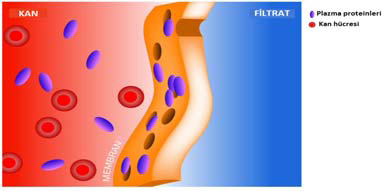 KAN
FİLTRAT
Plazma proteinleri
Kan hücresi
MEMBRAN